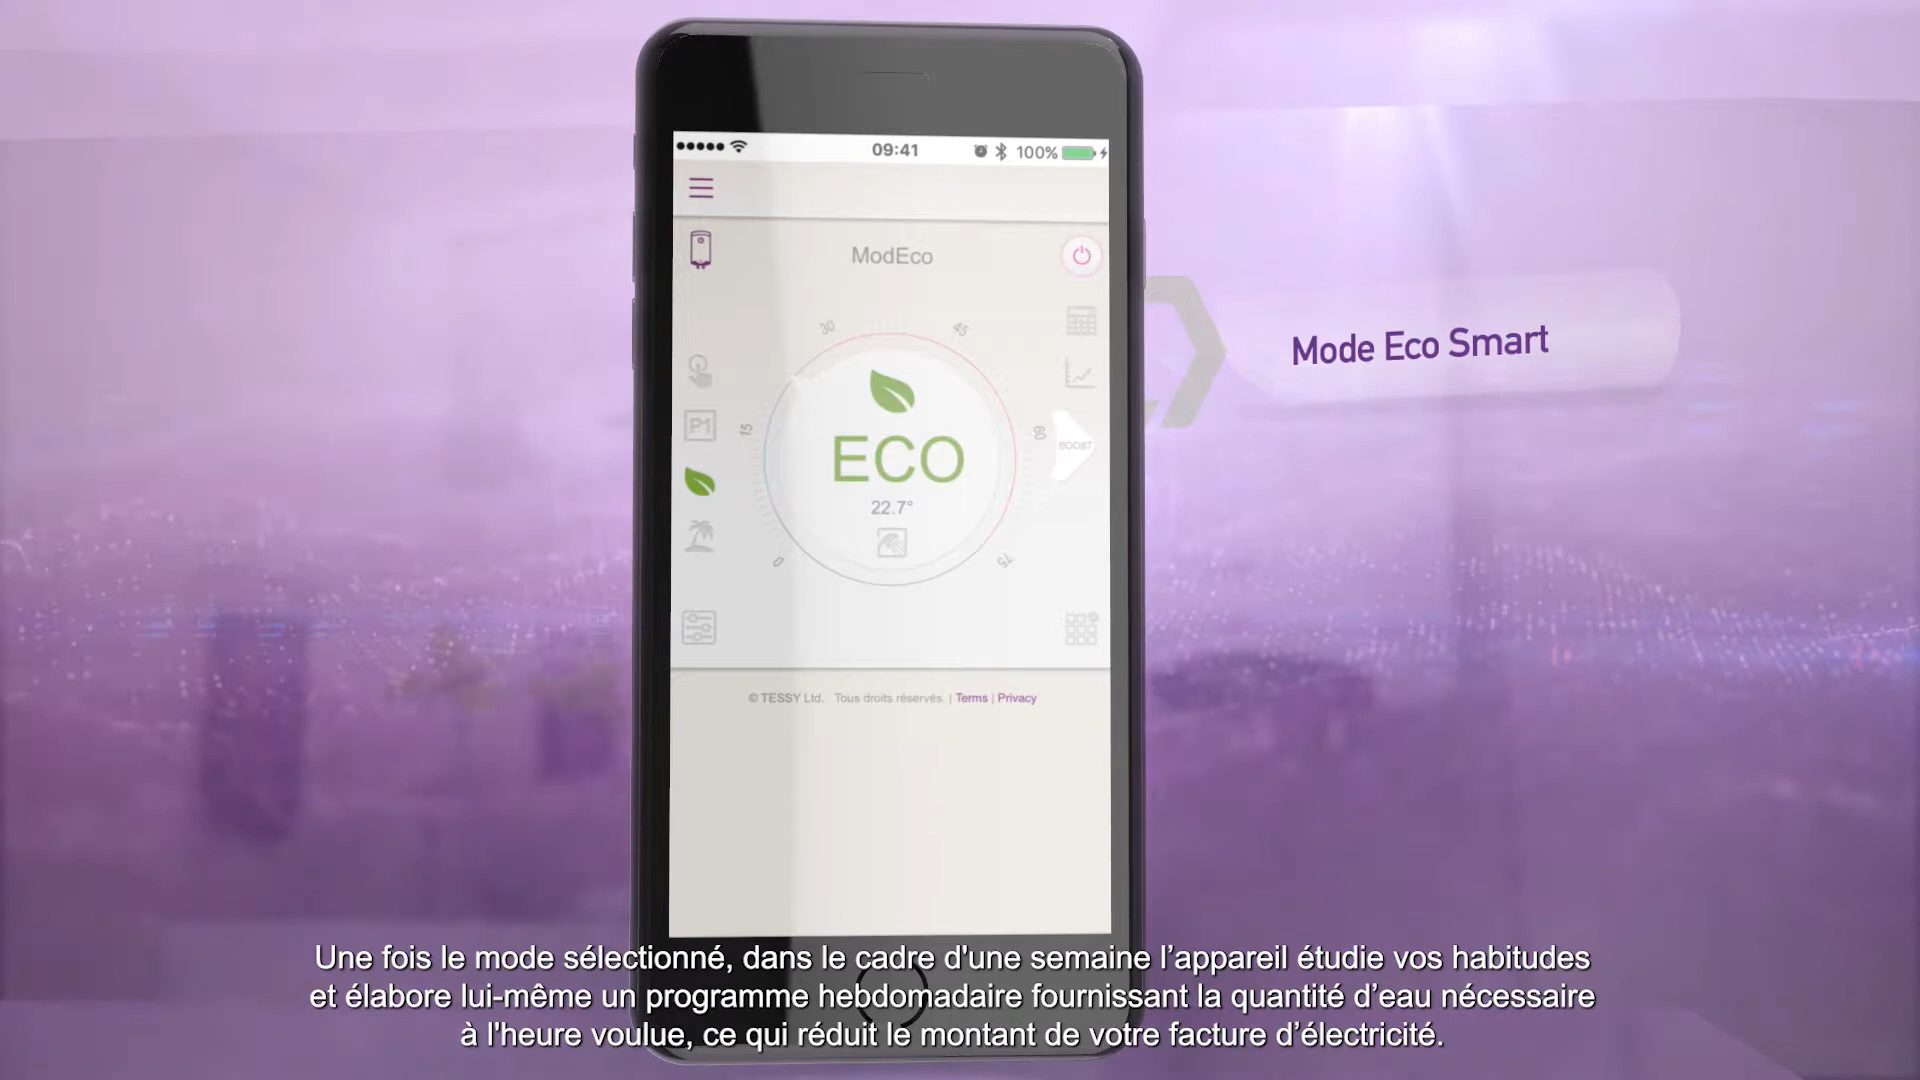 09:41
100%
ModEco
30
45
15
60
P1
BOOST
ECO
22.7°
0
75
© TESSY Ltd. Tous droits réservés. | Terms | Privacy
Mode Eco Smart
Une fois le mode sélectionné, dans le cadre d'une semaine l’appareil étudie vos habitudes
et élabore lui-même un programme hebdomadaire fournissant la quantité d’eau nécessaire
à l'heure voulue, ce qui réduit le montant de votre facture d’électricité.